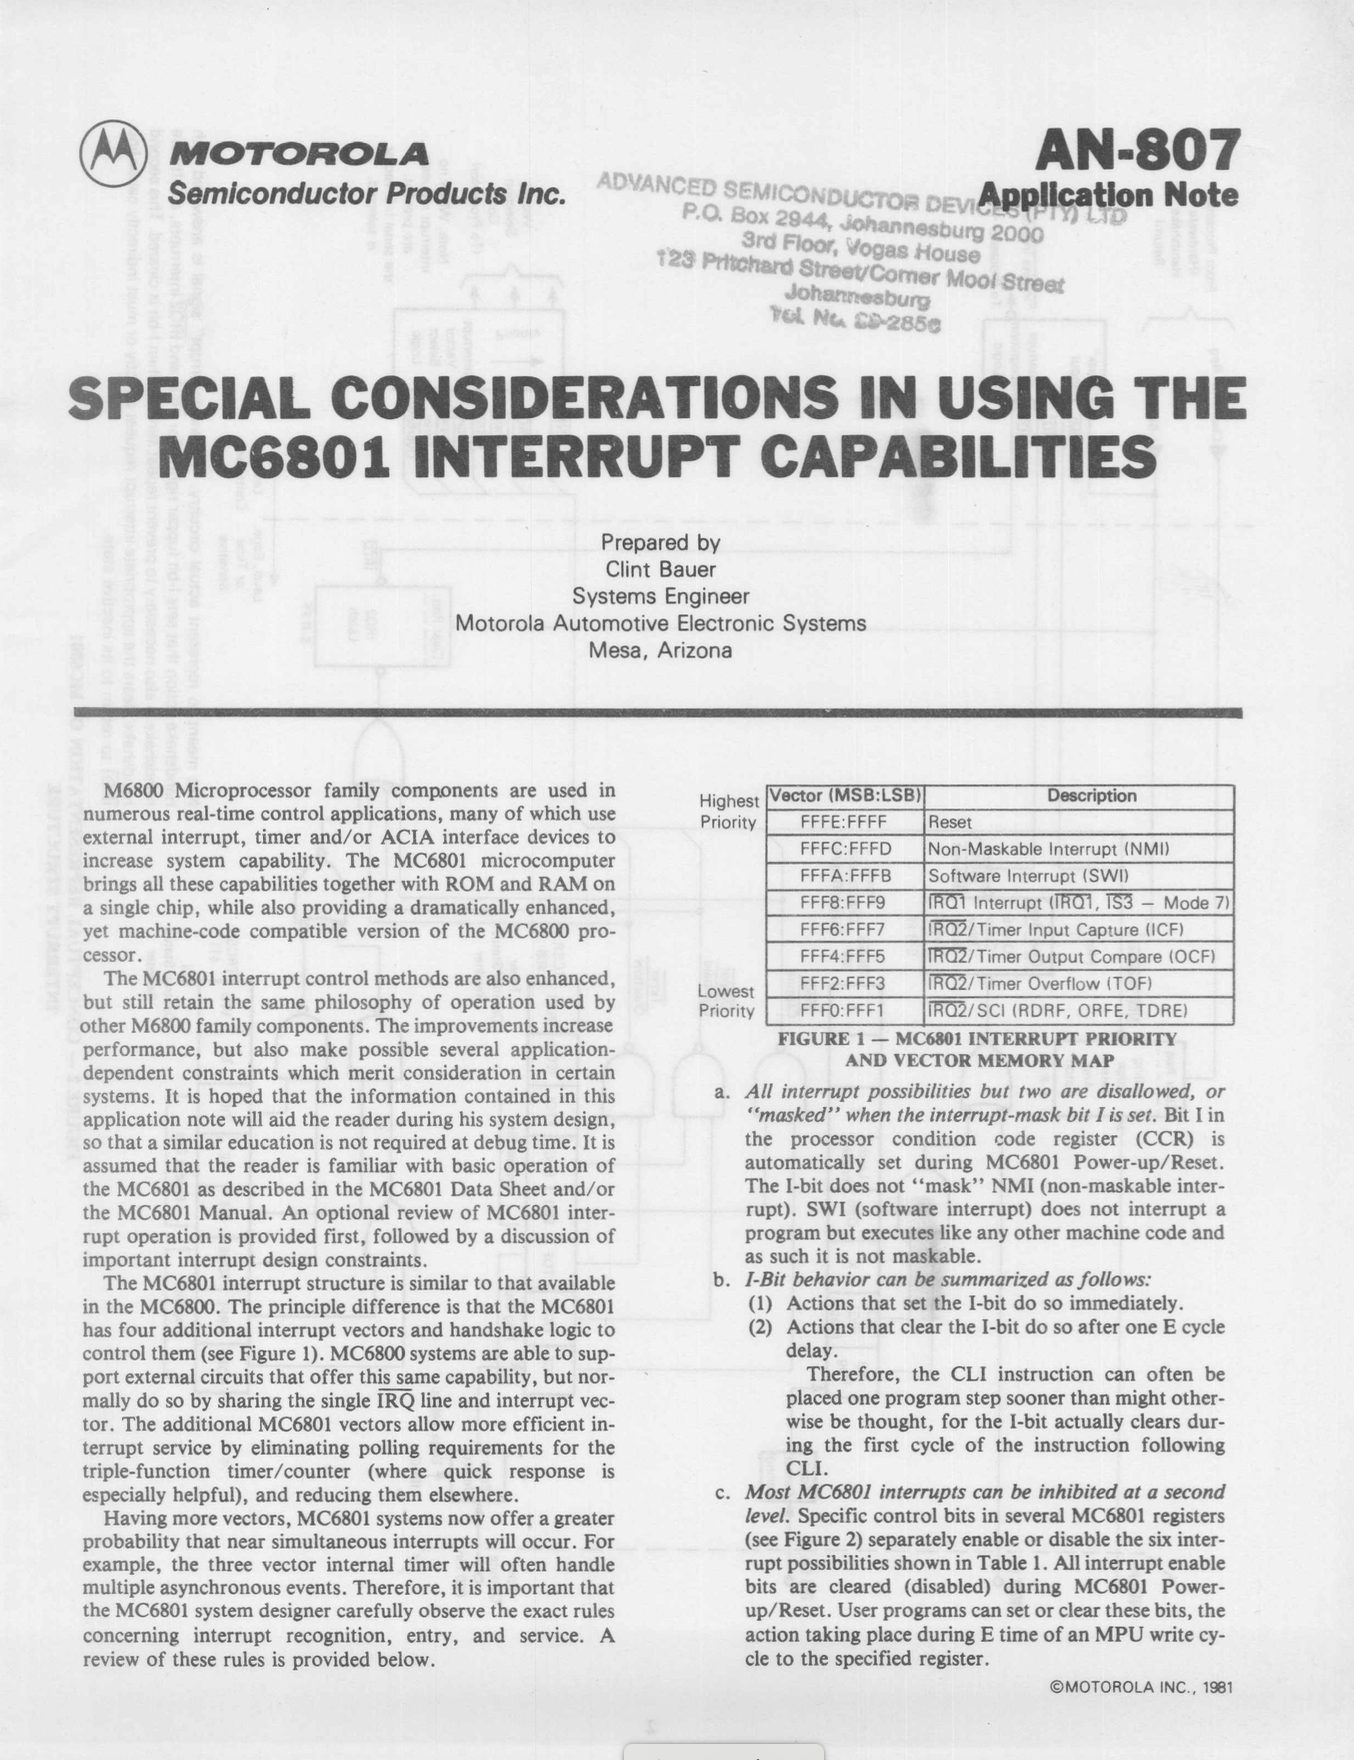 MOTOROLA
Semiconductor Products Inc.
AN-807
Application Note
ADVANCED SEMICONDUCTOR DEVICES (PTY) LTD
P.O. Box 2944, Johannesburg 2000
3rd Floor, Vogas House
123 Pritchard Street/Corner Mooi Street
Johannesburg
Tel. No.
SPECIAL CONSIDERATIONS IN USING THE
MC6801 INTERRUPT CAPABILITIES
Prepared by
Clint Bauer
Systems Engineer
Motorola Automotive Electronic Systems
Mesa, Arizona
M6800 Microprocessor family components are used in
numerous real-time control applications, many of which use
external interrupt, timer and/or ACIA interface devices to
increase system capability. The MC6801 microcomputer
brings all these capabilities together with ROM and RAM on
a single chip, while also providing a dramatically enhanced,
yet machine-code compatible version of the MC6800 pro-
cessor.
The MC6801 interrupt control methods are also enhanced,
but still retain the same philosophy of operation used by
other M6800 family components. The improvements increase
performance, but also make possible several application-
dependent constraints which merit consideration in certain
systems. It is hoped that the information contained in this
application note will aid the reader during his system design,
so that a similar education is not required at debug time. It is
assumed that the reader is familiar with basic operation of
the MC6801 as described in the MC6801 Data Sheet and/or
the MC6801 Manual. An optional review of MC6801 inter-
rupt operation is provided first, followed by a discussion of
important interrupt design constraints.
The MC6801 interrupt structure is similar to that available
in the MC6800. The principle difference is that the MC6801
has four additional interrupt vectors and handshake logic to
control them (see Figure 1). MC6800 systems are able to sup-
port external circuits that offer this same capability, but nor-
mally do so by sharing the single IRQ line and interrupt vec-
tor. The additional MC6801 vectors allow more efficient in-
terrupt service by eliminating polling requirements for the
triple-function timer/counter (where quick response is
especially helpful), and reducing them elsewhere.
Having more vectors, MC6801 systems now offer a greater
probability that near simultaneous interrupts will occur. For
example, the three vector internal timer will often handle
multiple asynchronous events. Therefore, it is important that
the MC6801 system designer carefully observe the exact rules
concerning interrupt recognition, entry, and service. A
review of these rules is provided below.
Highest Priority
Vector (MSB:LSB) Description
FFFE:FFFF Reset
FFFC:FFFD Non-Maskable Interrupt (NMI)
FFFA:FFFB Software Interrupt (SWI)
FFF8:FFF9 IRQ1 Interrupt (IRQ1, IS3 – Mode 7)
FFF6:FFF7 IRQ2/Timer Input Capture (ICF)
FFF4:FFF5 IRQ2/Timer Output Compare (OCF)
FFF2:FFF3 IRQ2/Timer Overflow (TOF)
Lowest Priority
FFF0:FFF1 IRQ2/SCI (RDRF, ORFE, TDRE)
FIGURE 1 — MC6801 INTERRUPT PRIORITY
AND VECTOR MEMORY MAP
a. All interrupt possibilities but two are disallowed, or
"masked" when the interrupt-mask bit I is set. Bit I in
the processor condition code register (CCR) is
automatically set during MC6801 Power-up/Reset.
The I-bit does not "mask" NMI (non-maskable inter-
rupt). SWI (software interrupt) does not interrupt a
program but executes like any other machine code and
as such it is not maskable.
b. I-Bit behavior can be summarized as follows:
(1) Actions that set the I-bit do so immediately.
(2) Actions that clear the I-bit do so after one E cycle
delay.
Therefore, the CLI instruction can often be
placed one program step sooner than might other-
wise be thought, for the I-bit actually clears dur-
ing the first cycle of the instruction following
CLI.
c. Most MC6801 interrupts can be inhibited at a second
level. Specific control bits in several MC6801 registers
(see Figure 2) separately enable or disable the six inter-
rupt possibilities shown in Table 1. All interrupt enable
bits are cleared (disabled) during MC6801 Power-
up/Reset. User programs can set or clear these bits, the
action taking place during E time of an MPU write cy-
cle to the specified register.
©MOTOROLA INC., 1981